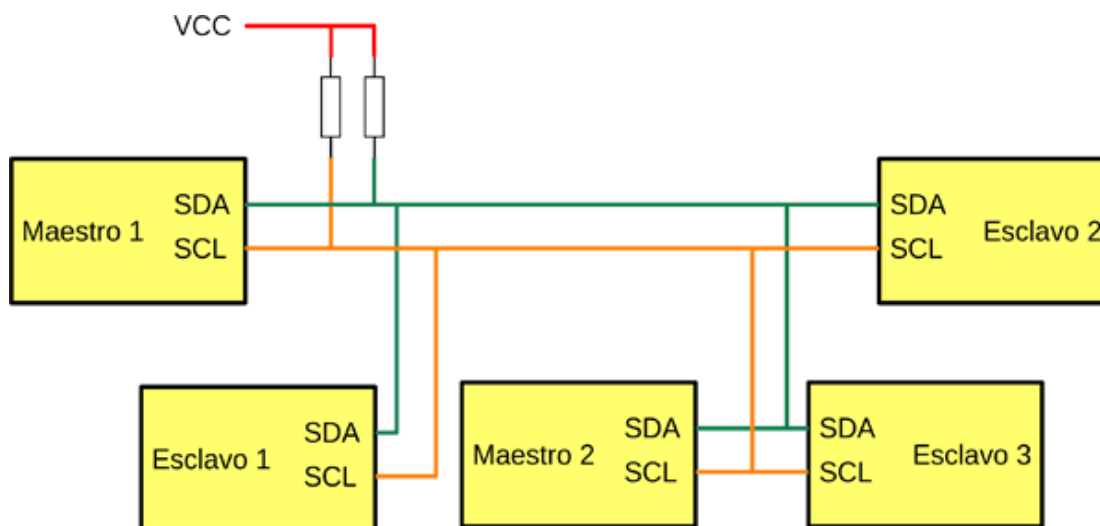 VCC
Maestro 1
SDA
SCL
SDA
SCL
Esclavo 2
Esclavo 1
SDA
SCL
Maestro 2
SDA
SCL
SDA
SCL
Esclavo 3